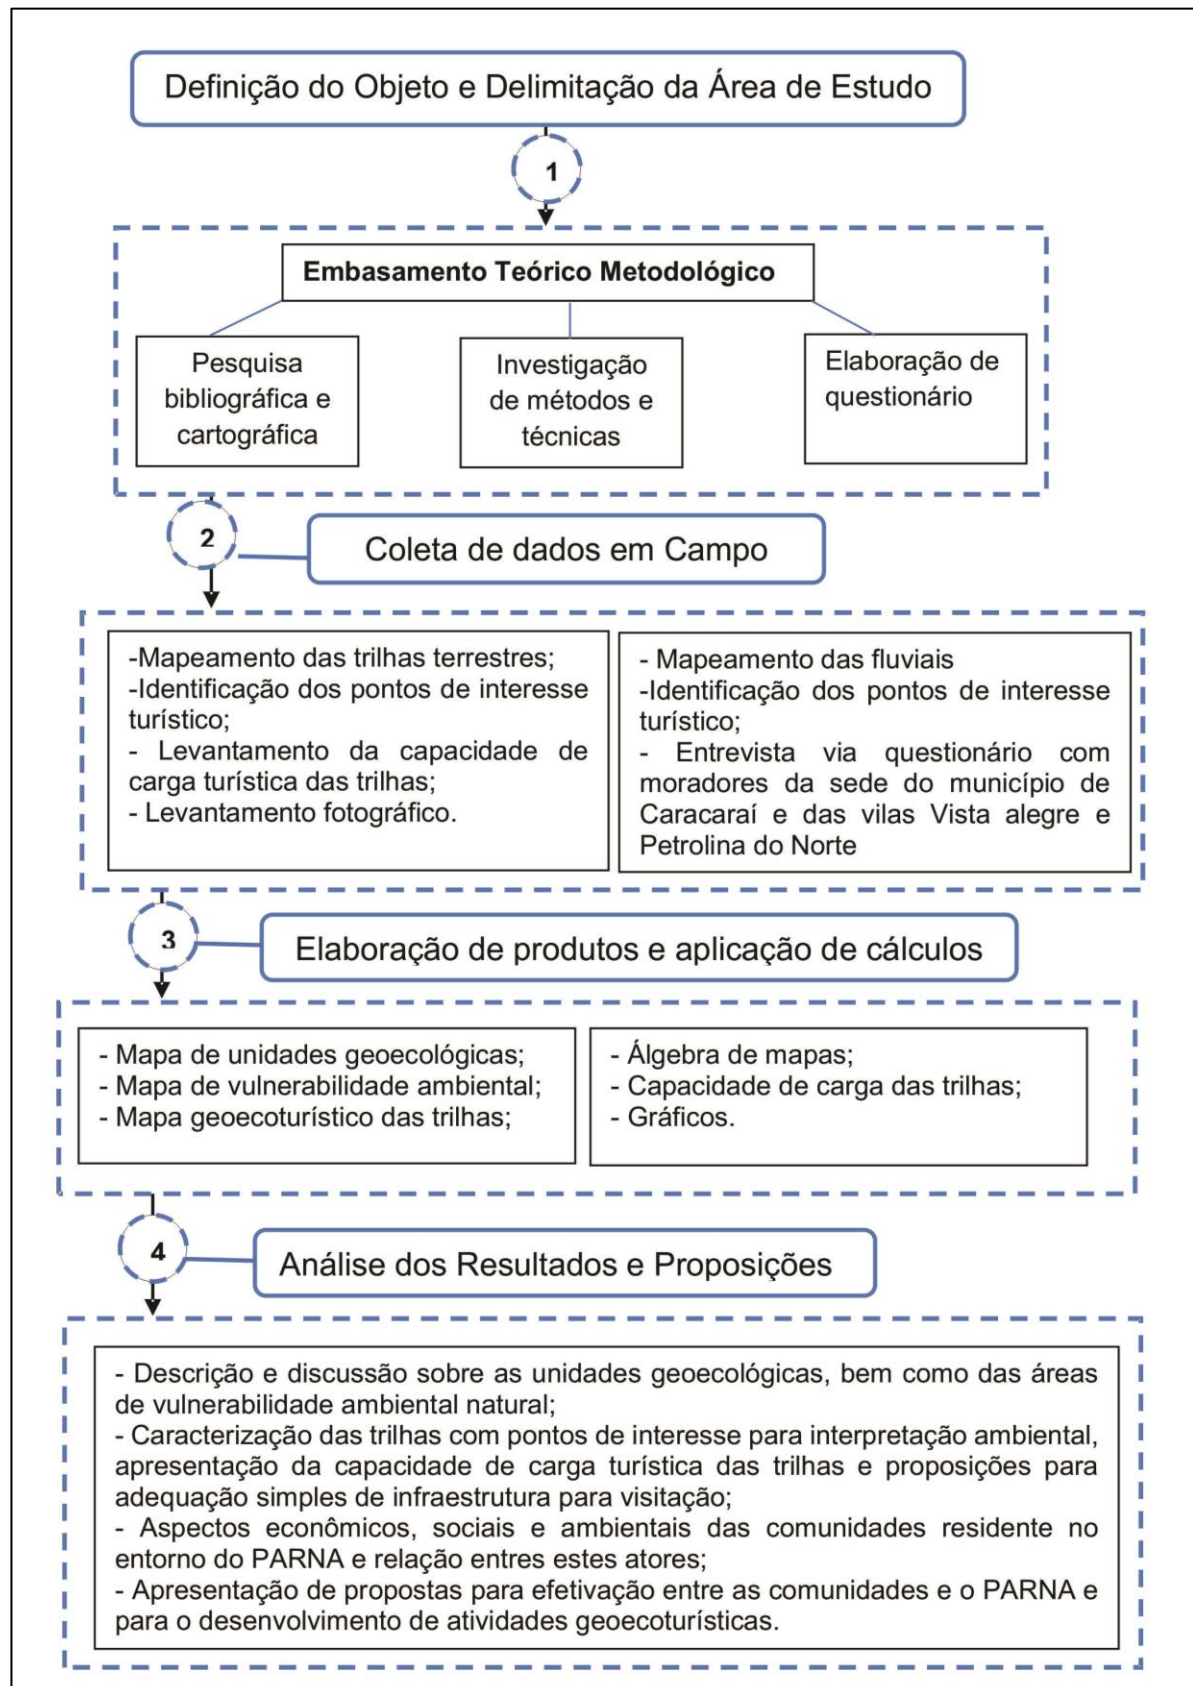 Definição do Objeto e Delimitação da Área de Estudo
1
Embasamento Teórico Metodológico
Pesquisa
bibliográfica e
cartográfica
Investigação
de métodos e
técnicas
Elaboração de
questionário
2
Coleta de dados em Campo
-Mapeamento das trilhas terrestres;
-Identificação dos pontos de interesse
turístico;
- Levantamento da capacidade de
carga turística das trilhas;
- Levantamento fotográfico.
- Mapeamento das fluviais
-Identificação dos pontos de interesse
turístico;
- Entrevista via questionário com
moradores da sede do município de
Caracaraí e das vilas Vista alegre e
Petrolina do Norte
3
Elaboração de produtos e aplicação de cálculos
- Mapa de unidades geoecológicas;
- Mapa de vulnerabilidade ambiental;
- Mapa geoecoturístico das trilhas;
- Álgebra de mapas;
- Capacidade de carga das trilhas;
- Gráficos.
4
Análise dos Resultados e Proposições
- Descrição e discussão sobre as unidades geoecológicas, bem como das áreas
de vulnerabilidade ambiental natural;
- Caracterização das trilhas com pontos de interesse para interpretação ambiental,
apresentação da capacidade de carga turística das trilhas e proposições para
adequação simples de infraestrutura para visitação;
- Aspectos econômicos, sociais e ambientais das comunidades residente no
entorno do PARNA e relação entres estes atores;
- Apresentação de propostas para efetivação entre as comunidades e o PARNA e
para o desenvolvimento de atividades geoecoturísticas.